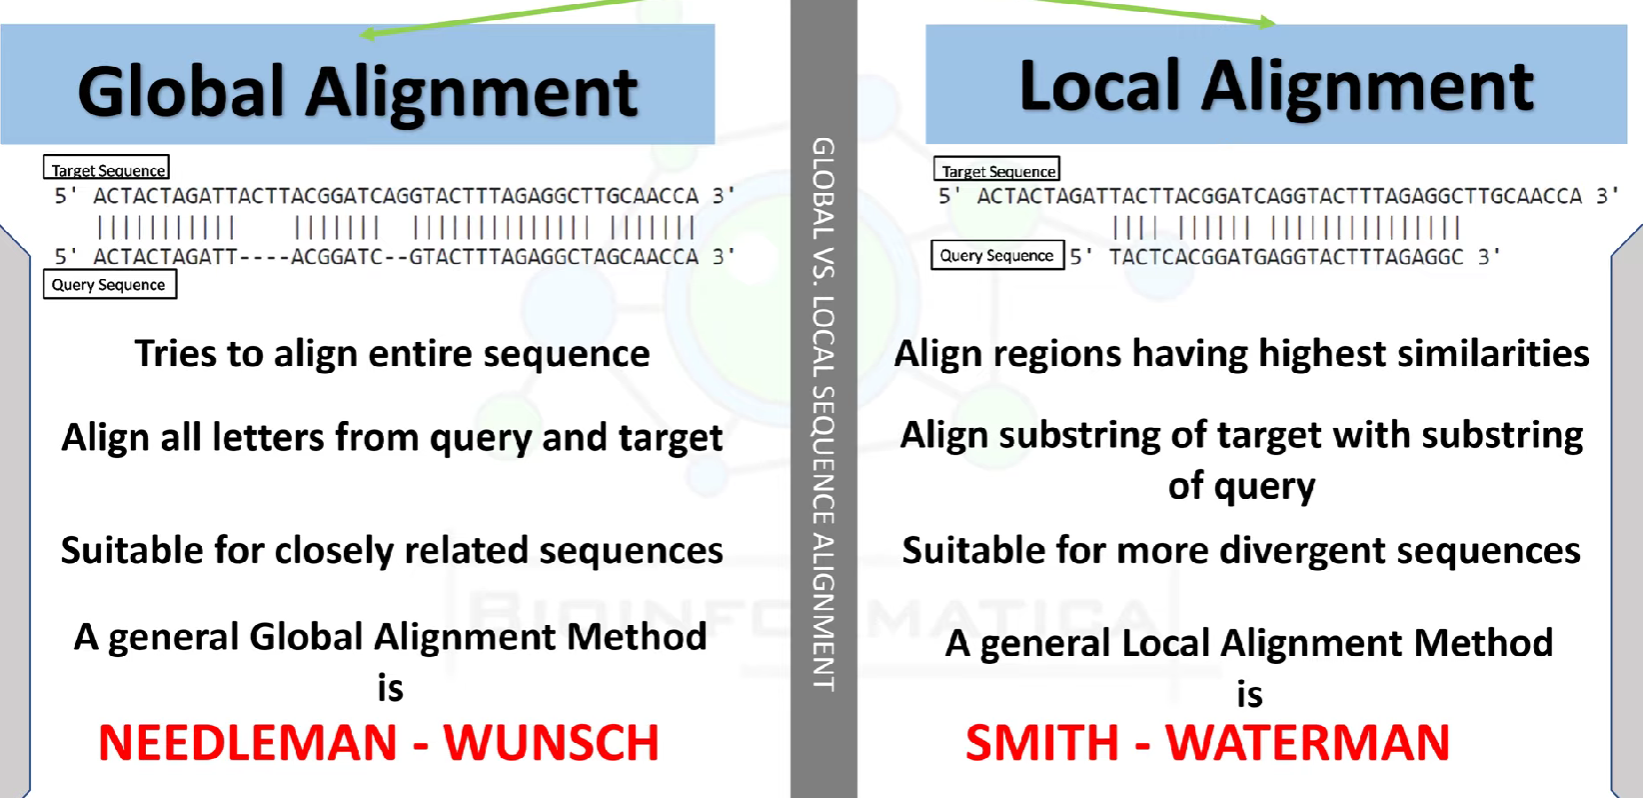 Global Alignment
Target Sequence
5' ACTACTAGATTACTTACGGATCAGGTACTTTAGAGGCTTGCAACCA 3'
5' ACTACTAGATT----ACGGATC--GTACTTTAGAGGCTAGCAACCA 3'
Query Sequence
Tries to align entire sequence
Align all letters from query and target
Suitable for closely related sequences
A general Global Alignment Method
is
NEEDLEMAN - WUNSCH
GLOBAL VS. LOCAL SEQUENCE ALIGNMENT
Local Alignment
Target Sequence
5' ACTACTAGATTACTTACGGATCAGGTACTTTAGAGGCTTGCAACCA 3'
Query Sequence 5' TACTCACGGATGAGGTACTTTAGAGGC 3'
Align regions having highest similarities
Align substring of target with substring
of query
Suitable for more divergent sequences
A general Local Alignment Method
is
SMITH - WATERMAN